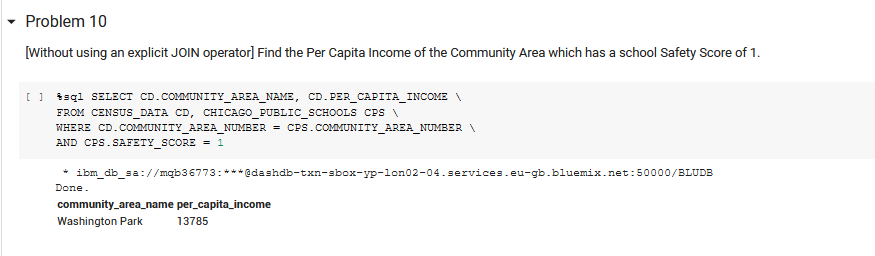 Problem 10
[Without using an explicit JOIN operator] Find the Per Capita Income of the Community Area which has a school Safety Score of 1.
[ ] %sql SELECT CD.COMMUNITY_AREA_NAME, CD.PER_CAPITA_INCOME \
FROM CENSUS_DATA CD, CHICAGO_PUBLIC_SCHOOLS CPS \
WHERE CD.COMMUNITY_AREA_NUMBER = CPS.COMMUNITY_AREA_NUMBER \
AND CPS.SAFETY_SCORE = 1
* ibm_db_sa://mqb36773:***@dashdb-txn-sbox-yp-lon02-04.services.eu-gb.bluemix.net:50000/BLUDB
Done.
community_area_name per_capita_income
Washington Park 13785